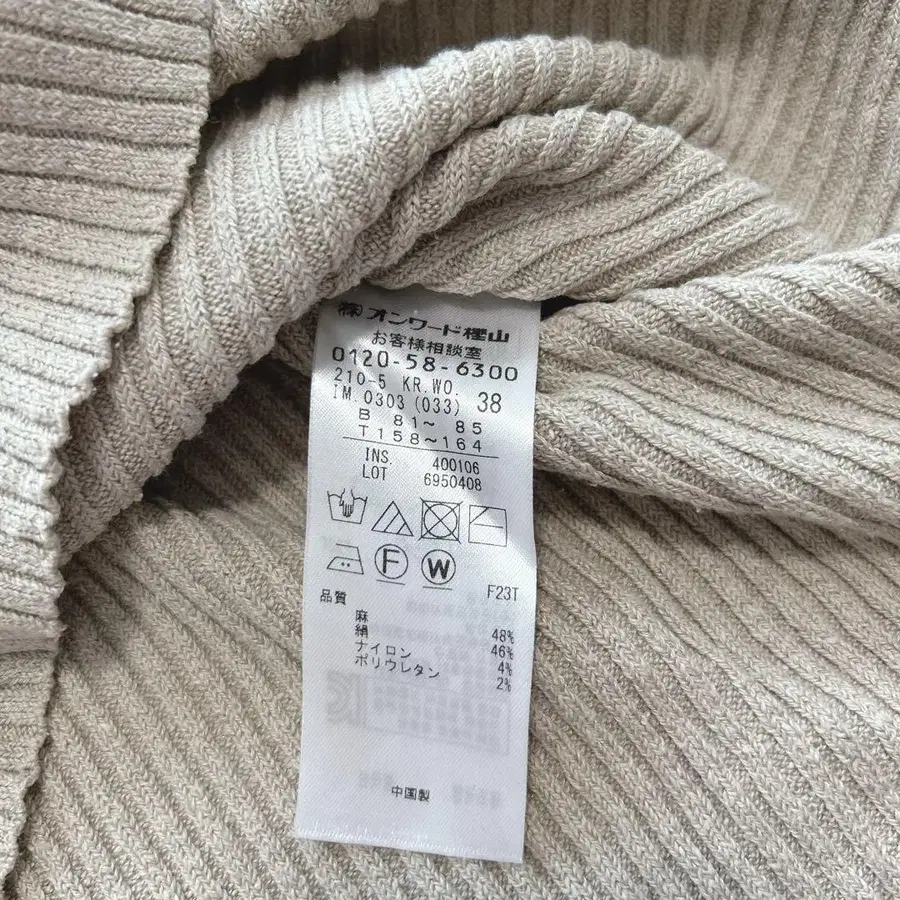 ㈱オンワード樫山
お客様相談室
0120-58-6300
210-5 KR.WO. 38
IM.0303(033)
B 81~ 85
T158~164
INS. 400106
LOT 6950408
F
W
F23T
品質
麻 48%
絹 46%
ナイロン 4%
ポリウレタン 2%
中国製